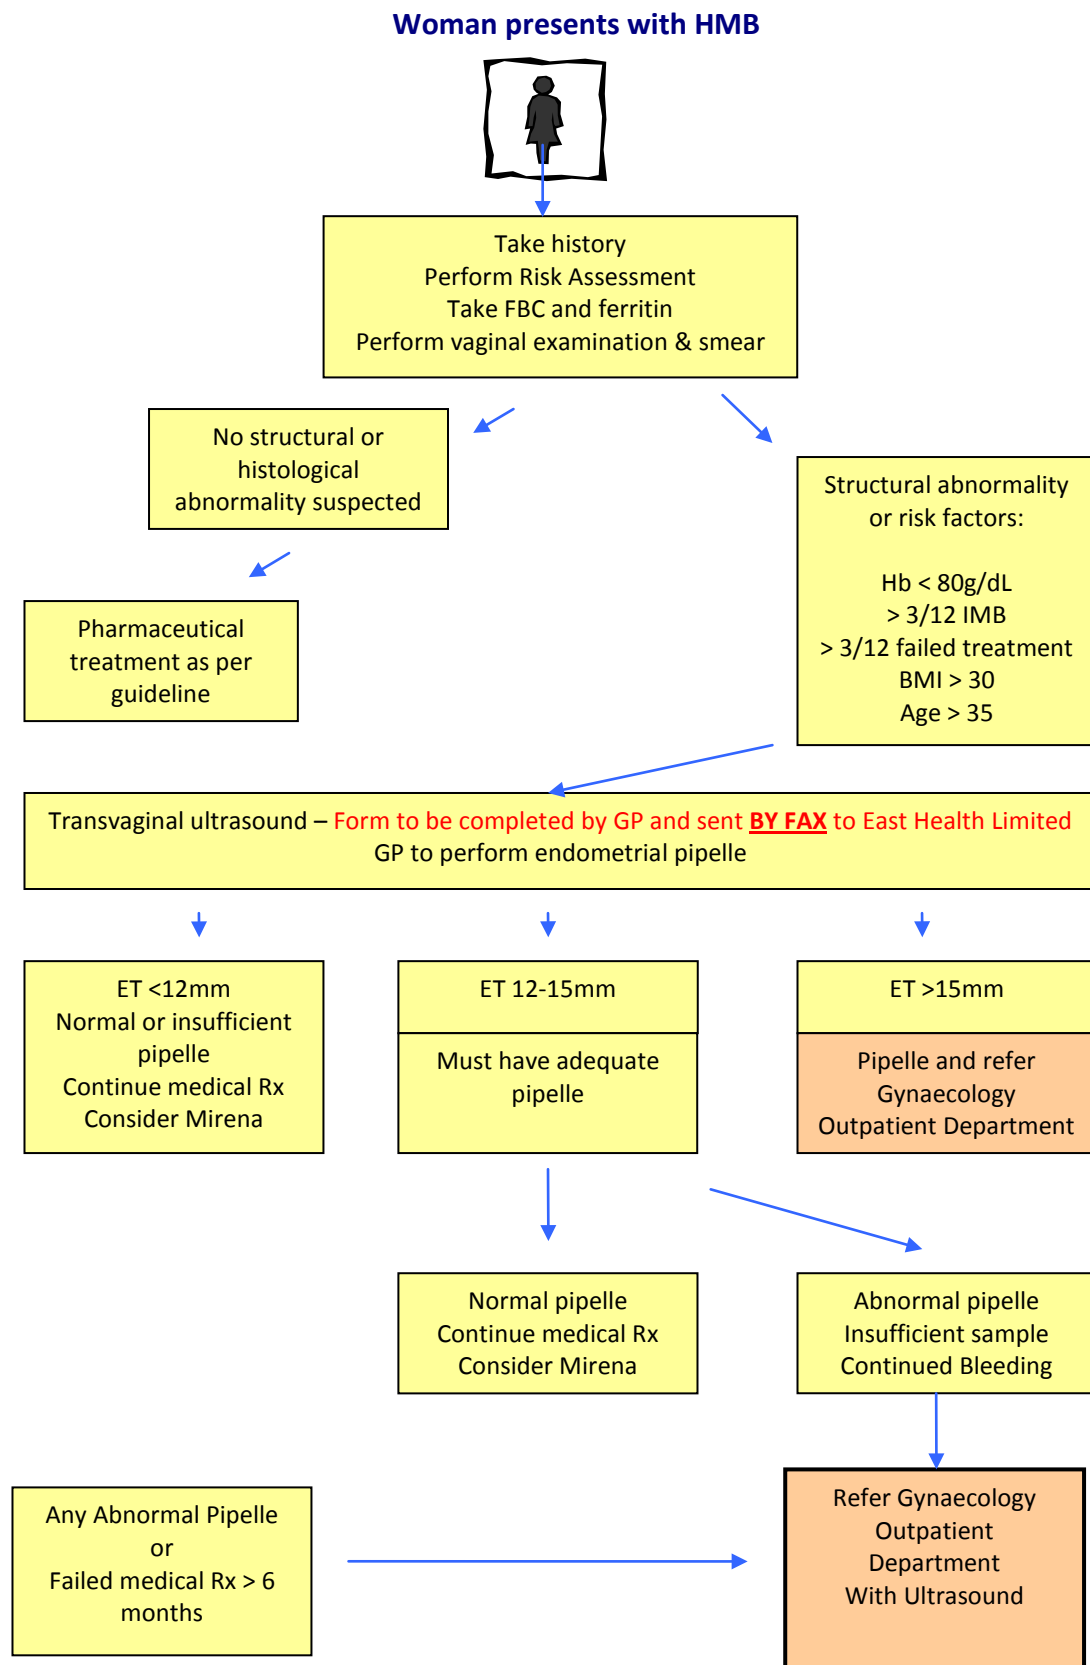 Woman presents with HMB
Take history
Perform Risk Assessment
Take FBC and ferritin
Perform vaginal examination & smear
No structural or
histological
abnormality suspected
Structural abnormality
or risk factors:
Hb < 80g/dL
> 3/12 IMB
> 3/12 failed treatment
BMI > 30
Age > 35
Pharmaceutical
treatment as per
guideline
Transvaginal ultrasound – Form to be completed by GP and sent BY FAX to East Health Limited
GP to perform endometrial pipelle
ET <12mm
Normal or insufficient
pipelle
Continue medical Rx
Consider Mirena
ET 12-15mm
Must have adequate
pipelle
ET >15mm
Pipelle and refer
Gynaecology
Outpatient Department
Normal pipelle
Continue medical Rx
Consider Mirena
Abnormal pipelle
Insufficient sample
Continued Bleeding
Any Abnormal Pipelle
or
Failed medical Rx > 6
months
Refer Gynaecology
Outpatient
Department
With Ultrasound